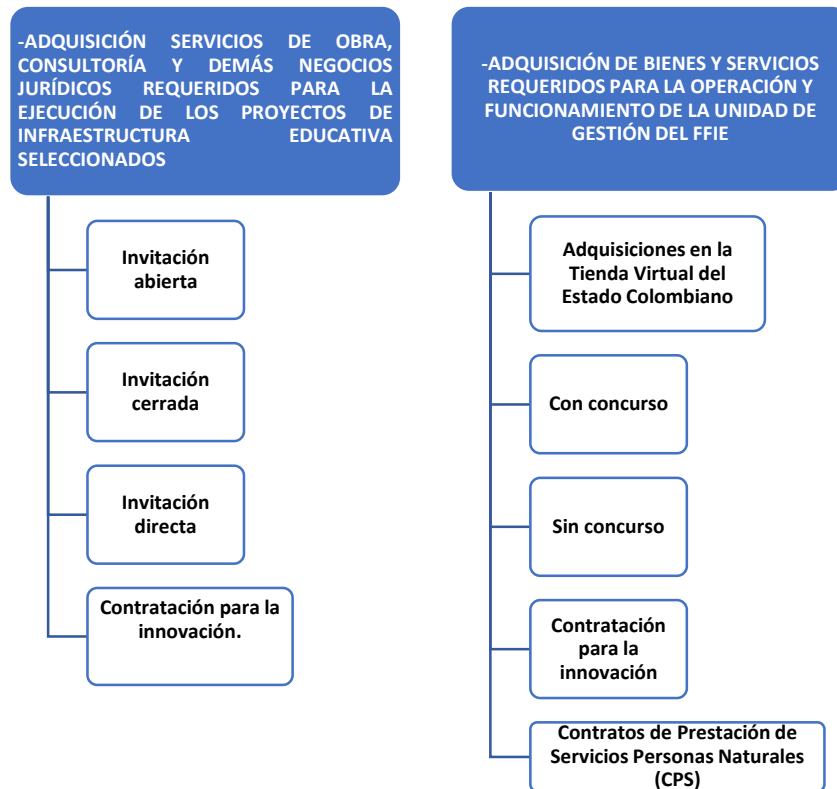 -ADQUISICIÓN SERVICIOS DE OBRA,
CONSULTORÍA Y DEMÁS NEGOCIOS
JURÍDICOS REQUERIDOS PARA LA
EJECUCIÓN DE LOS PROYECTOS DE
INFRAESTRUCTURA EDUCATIVA
SELECCIONADOS
Invitación
abierta
Invitación
cerrada
Invitación
directa
Contratación para la
innovación.
-ADQUISICIÓN DE BIENES Y SERVICIOS
REQUERIDOS PARA LA OPERACIÓN Y
FUNCIONAMIENTO DE LA UNIDAD DE
GESTIÓN DEL FFIE
Adquisiciones en la
Tienda Virtual del
Estado Colombiano
Con concurso
Sin concurso
Contratación
para la
innovación
Contratos de Prestación de
Servicios Personas Naturales
(CPS)